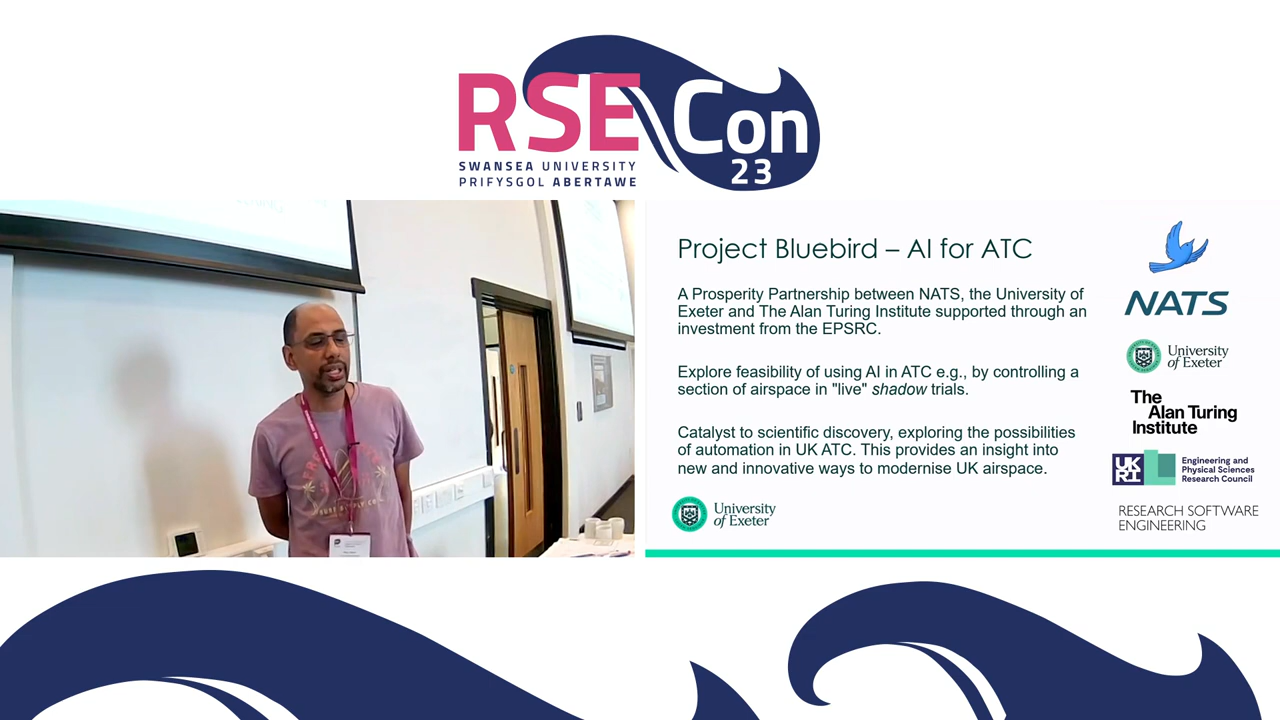 RSE Con
23
SWANSEA UNIVERSITY
PRIFYSGOL ABERTAWE
Project Bluebird – AI for ATC
A Prosperity Partnership between NATS, the University of
Exeter and The Alan Turing Institute supported through an
investment from the EPSRC.
Explore feasibility of using AI in ATC e.g., by controlling a
section of airspace in "live" shadow trials.
Catalyst to scientific discovery, exploring the possibilities
of automation in UK ATC. This provides an insight into
new and innovative ways to modernise UK airspace.
University
of Exeter
NATS
University
of Exeter
The
Alan Turing
Institute
UK
RI
Engineering and
Physical Sciences
Research Council
RESEARCH SOFTWARE
ENGINEERING